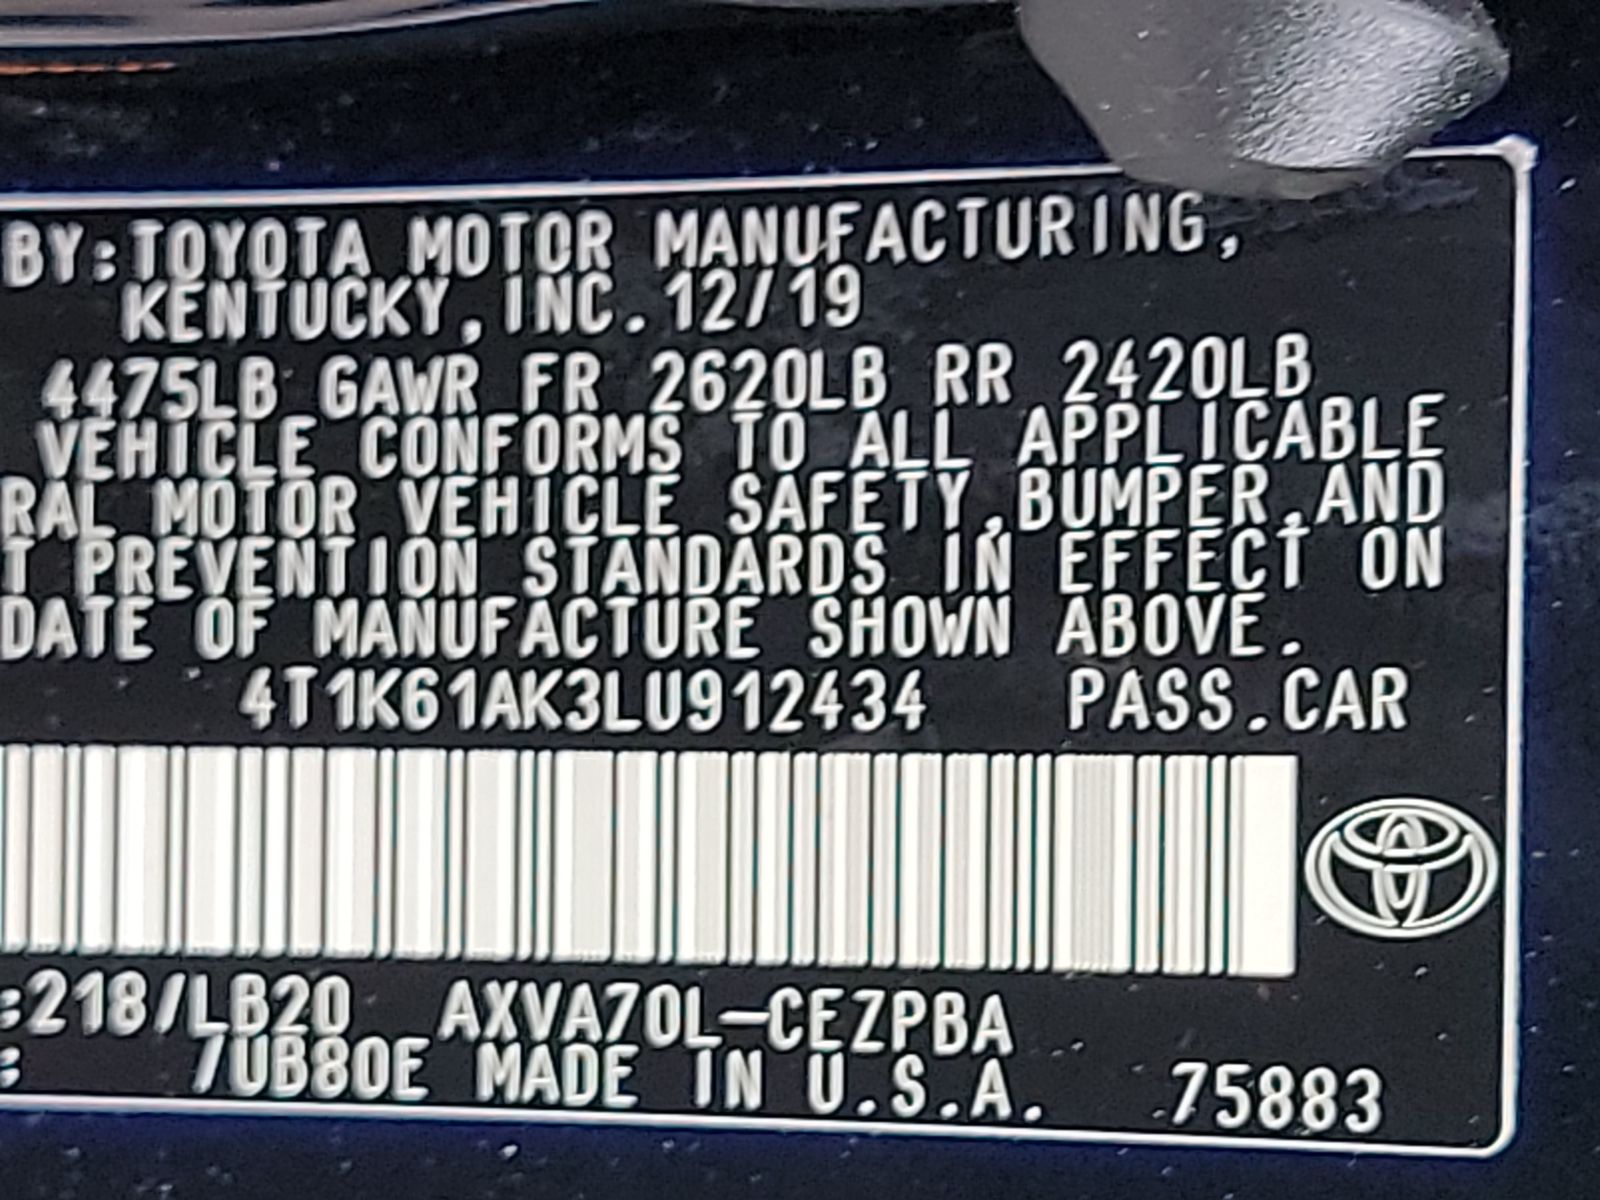 BY:TOYOTA MOTOR MANUFACTURING,
KENTUCKY,INC.12/19
4475LB GAWR FR 2620LB RR 2420LB
VEHICLE CONFORMS TO ALL APPLICABLE
RAL MOTOR VEHICLE SAFETY,BUMPER,AND
T PREVENTION STANDARDS IN EFFECT ON
DATE OF MANUFACTURE SHOWN ABOVE.
4T1K61AK3LU912434 PASS.CAR
:218/LB20 AXVA70L-CEZPBA
: /UB80E MADE IN U.S.A. 75883